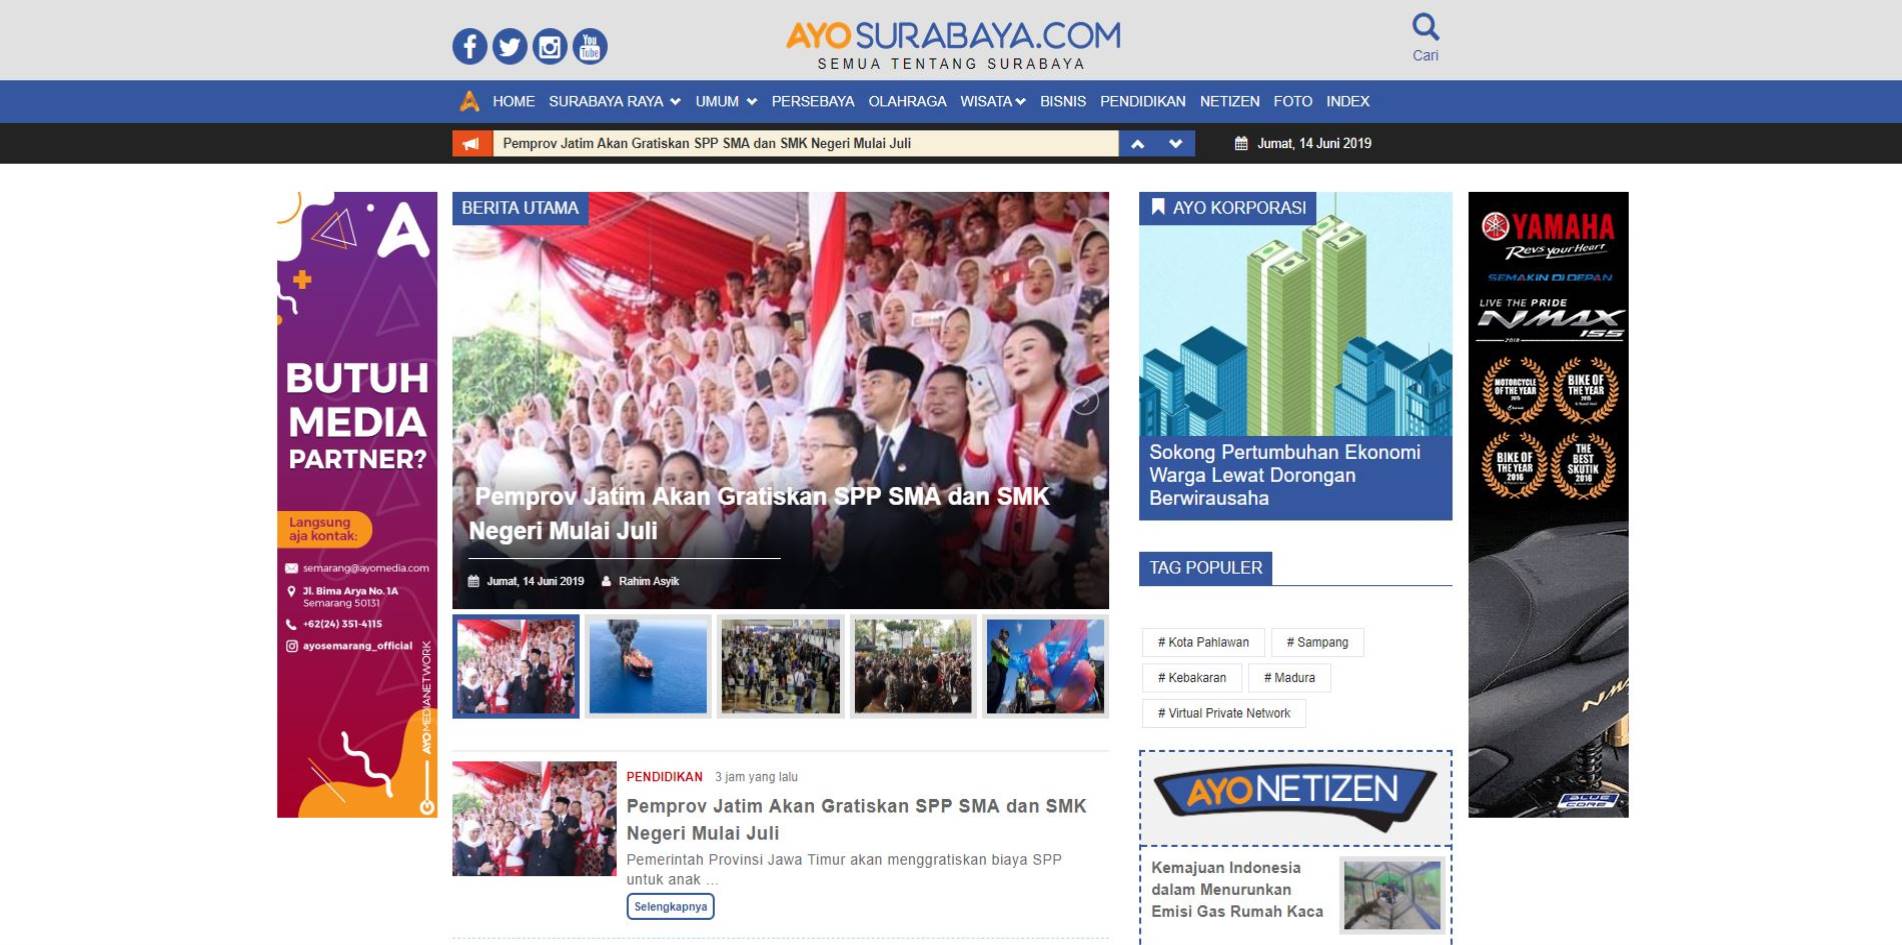 AYOSURABAYA.COM
SEMUA TENTANG SURABAYA
Cari
HOME SURABAYA RAYA UMUM PERSEBAYA OLAHRAGA WISATA BISNIS PENDIDIKAN NETIZEN FOTO INDEX
Pemprov Jatim Akan Gratiskan SPP SMA dan SMK Negeri Mulai Juli
Jumat, 14 Juni 2019
BUTUH
MEDIA
PARTNER?
Langsung
aja kontak:
semarang@ayomedia.com
Jl. Bima Arya No. 1A
Semarang 50131
+62(24) 351-4115
ayosemarang_official
AYOMEDIANETWORK
BERITA UTAMA
Pemprov Jatim Akan Gratiskan SPP SMA dan SMK
Negeri Mulai Juli
Jumat, 14 Juni 2019 Rahim Asyik
PENDIDIKAN 3 jam yang lalu
Pemprov Jatim Akan Gratiskan SPP SMA dan SMK
Negeri Mulai Juli
Pemerintah Provinsi Jawa Timur akan menggratiskan biaya SPP
untuk anak ...
Selengkapnya
AYO KORPORASI
Sokong Pertumbuhan Ekonomi
Warga Lewat Dorongan
Berwirausaha
TAG POPULER
# Kota Pahlawan # Sampang
# Kebakaran # Madura
# Virtual Private Network
AYONETIZEN
Kemajuan Indonesia
dalam Menurunkan
Emisi Gas Rumah Kaca
YAMAHA
Revs your Heart
SEMAKIN DI DEPAN
LIVE THE PRIDE
NMAX
155
MOTORCYCLE
OF THE YEAR
2015
BIKE OF
THE YEAR
2015
BIKE OF
THE YEAR
2016
THE
BEST
SKUTIK
2016
BLUE
CORE